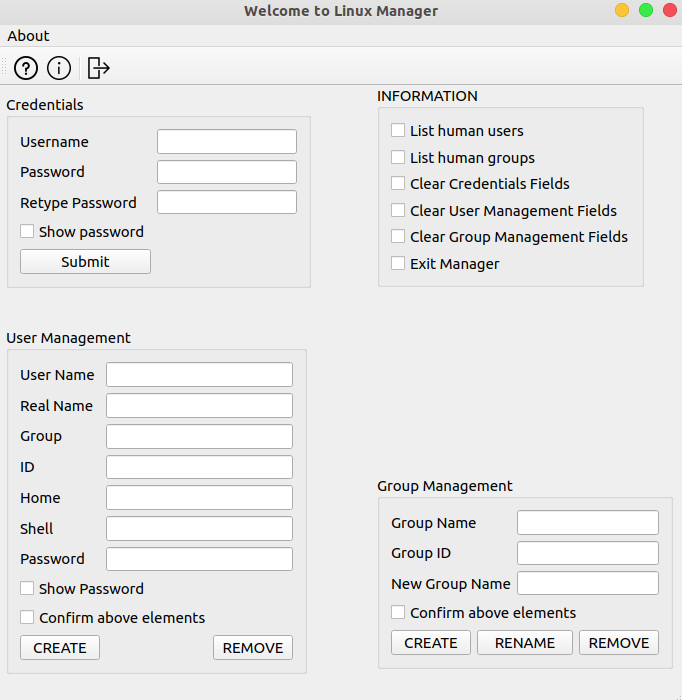 Welcome to Linux Manager
About
Credentials
Username
Password
Retype Password
Show password
Submit
INFORMATION
List human users
List human groups
Clear Credentials Fields
Clear User Management Fields
Clear Group Management Fields
Exit Manager
User Management
User Name
Real Name
Group
ID
Home
Shell
Password
Show Password
Confirm above elements
CREATE REMOVE
Group Management
Group Name
Group ID
New Group Name
Confirm above elements
CREATE RENAME REMOVE